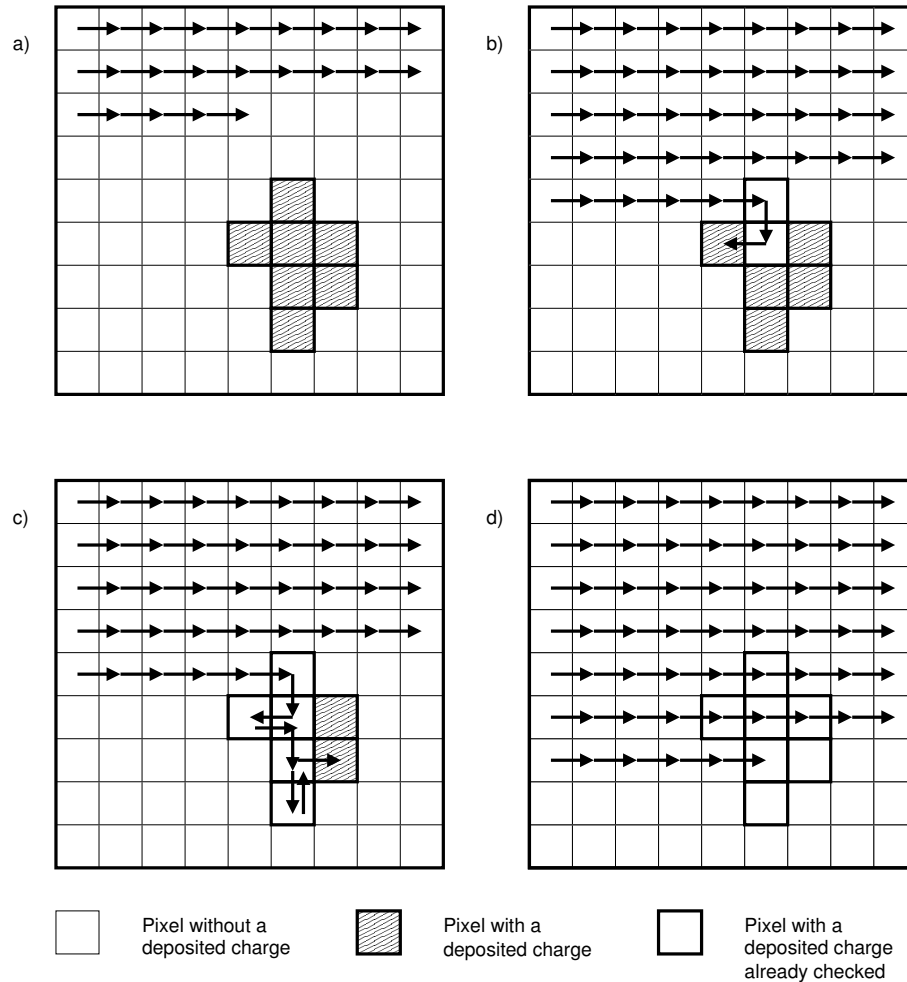 a)
b)
c)
d)
Pixel without a
deposited charge
Pixel with a
deposited charge
Pixel with a
deposited charge
already checked